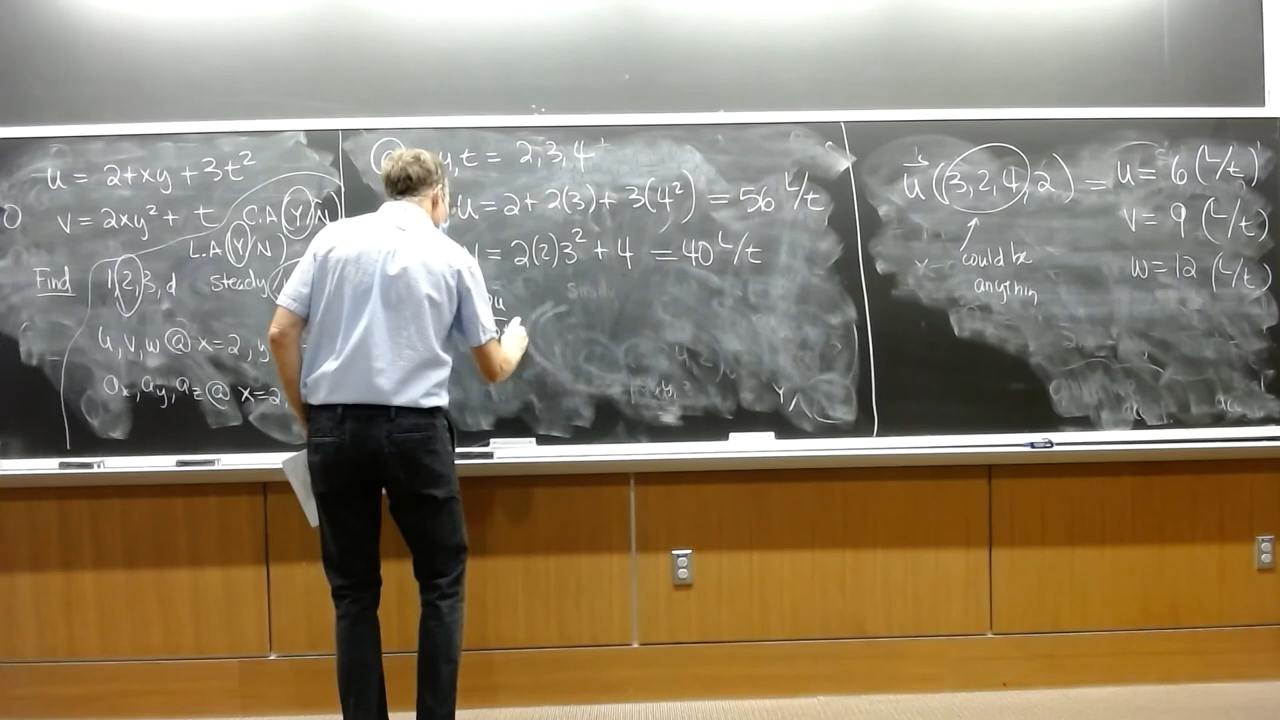 u = 2+xy + 3t²
v = 2xy² + t
C.A (Y/N)
L.A (Y/N)
Find
1,2,3,d steady
u,v,w @ x=2, y
ax, ay, az @ x=2,
y,t = 2,3,4
u = 2 + 2(3) + 3(4²) = 56 L/t
= 2(2)3² + 4 = 40 L/t
u
u(3,2,4,2) = u = 6 (L/t)
v = 9 (L/t)
w = 12 (L/t)
could be
anythin